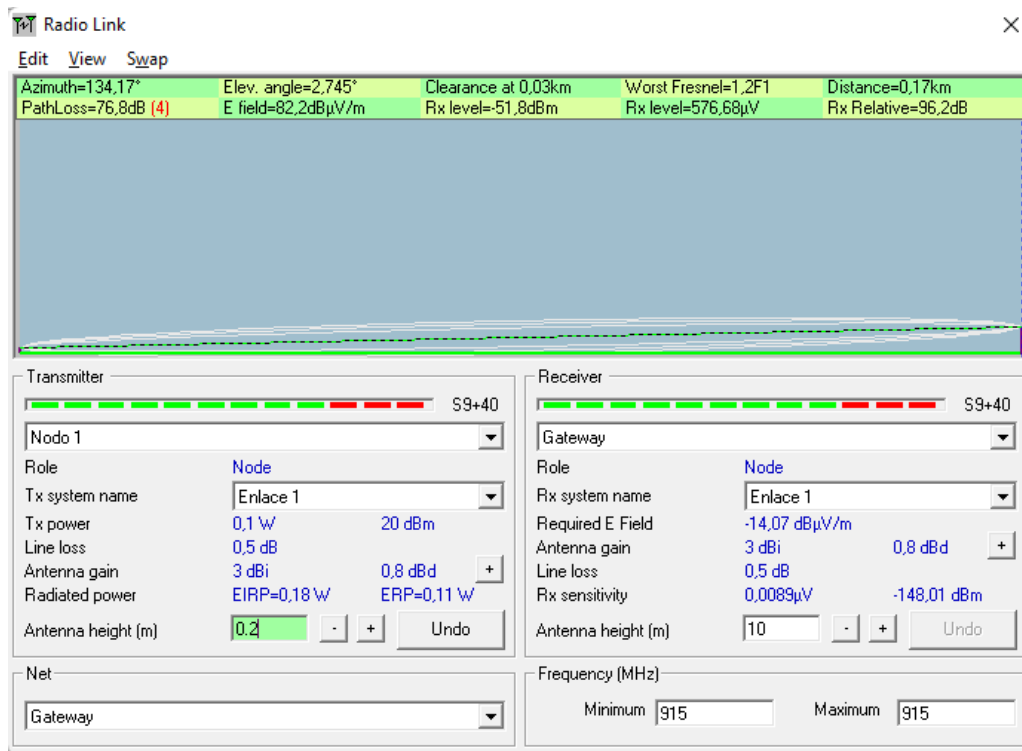 Radio Link
Edit View Swap
Azimuth=134,17° Elev. angle=2,745° Clearance at 0,03km Worst Fresnel=1,2F1 Distance=0,17km
PathLoss=76,8dB (4) E field=82,2dBµV/m Rx level=-51,8dBm Rx level=576,68µV Rx Relative=96,2dB
Transmitter
S9+40
Nodo 1
Role Node
Tx system name Enlace 1
Tx power 0,1 W 20 dBm
Line loss 0,5 dB
Antenna gain 3 dBi 0,8 dBd +
Radiated power EIRP=0,18 W ERP=0,11 W
Antenna height (m) 0.2 - + Undo
Net
Gateway
Receiver
S9+40
Gateway
Role Node
Rx system name Enlace 1
Required E Field -14,07 dBµV/m
Antenna gain 3 dBi 0,8 dBd +
Line loss 0,5 dB
Rx sensitivity 0,0089µV -148,01 dBm
Antenna height (m) 10 - + Undo
Frequency (MHz)
Minimum 915 Maximum 915